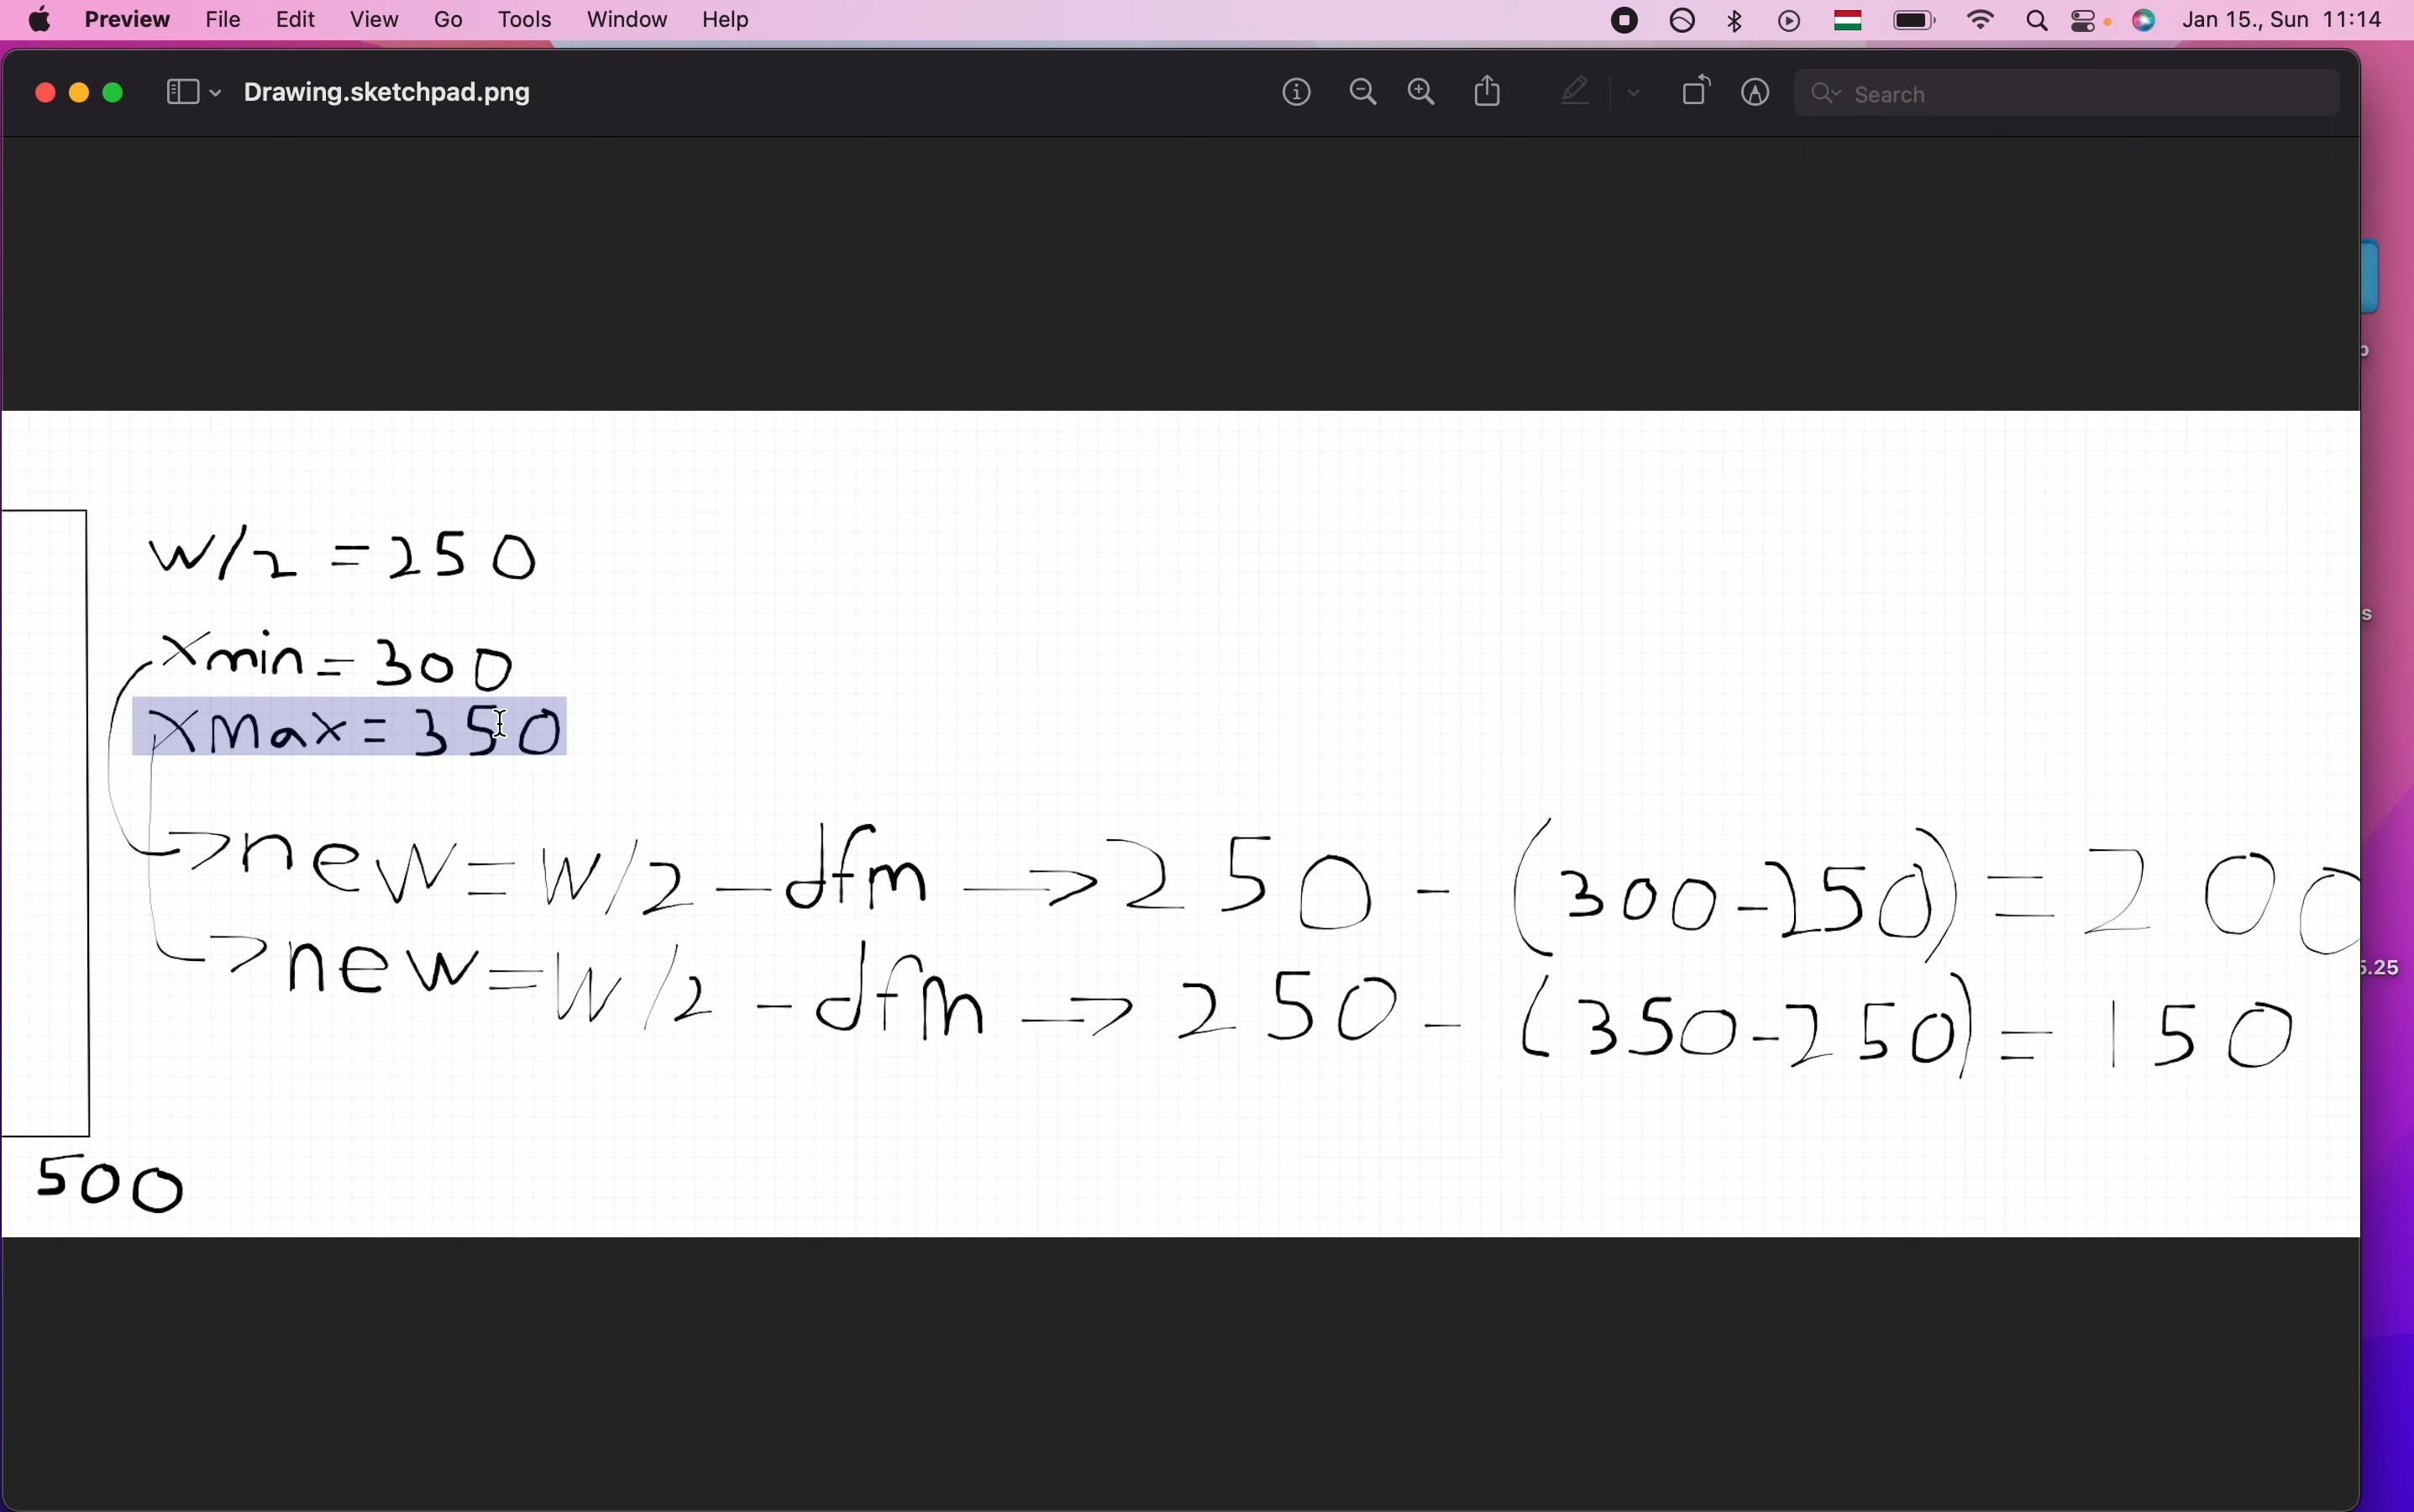 Preview File Edit View Go Tools Window Help Jan 15., Sun 11:14
Drawing.sketchpad.png Search
W/2 = 250
Xmin = 300
XMax = 350
->new = W/2 - dfm -> 250 - (300-250) = 200
->new = W/2 - dfm -> 250 - (350-250) = 150
500
5.25